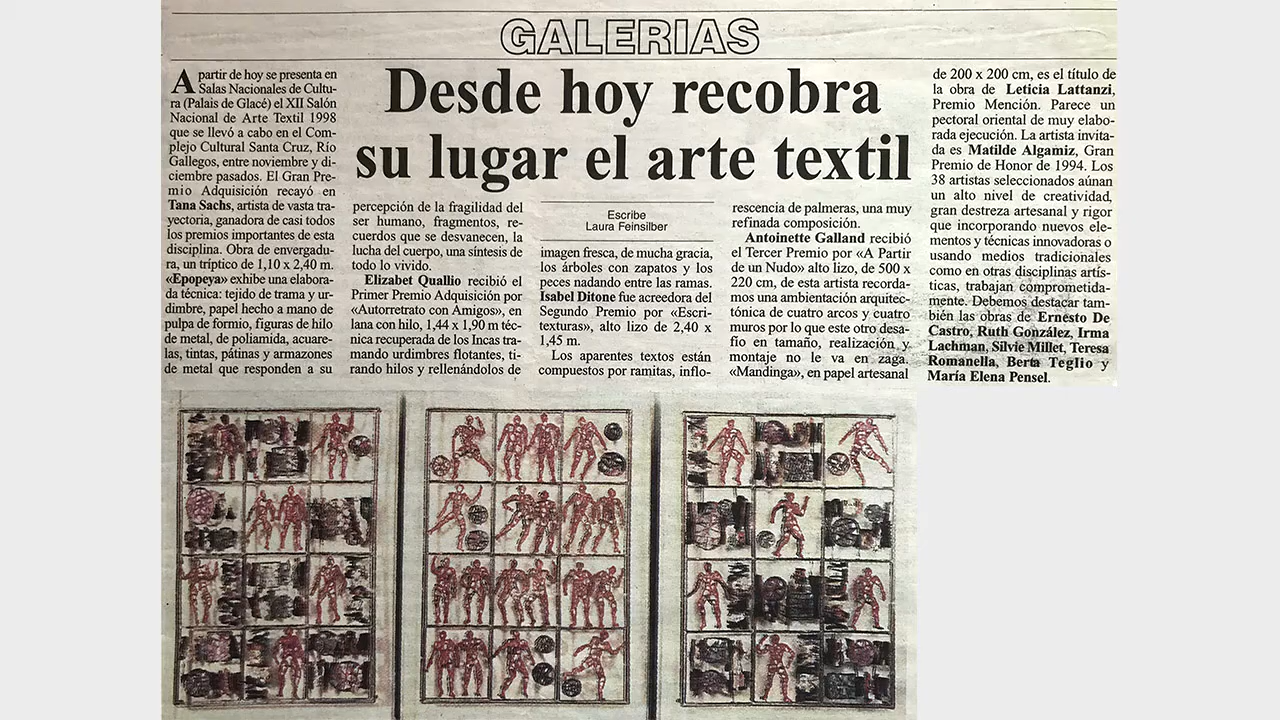 GALERIAS
Desde hoy recobra
su lugar el arte textil
A partir de hoy se presenta en
Salas Nacionales de Cultu-
ra (Palais de Glacé) el XII Salón
Nacional de Arte Textil 1998
que se llevó a cabo en el Com-
plejo Cultural Santa Cruz, Río
Gallegos, entre noviembre y di-
ciembre pasados. El Gran Pre-
mio Adquisición recayó en
Tana Sachs, artista de vasta tra-
yectoria, ganadora de casi todos
los premios importantes de esta
disciplina. Obra de envergadu-
ra, un tríptico de 1,10 x 2,40 m.
«Epopeya» exhibe una elabora-
da técnica: tejido de trama y ur-
dimbre, papel hecho a mano de
pulpa de formio, figuras de hilo
de metal, de poliamida, acuare-
las, tintas, pátinas y armazones
de metal que responden a su
percepción de la fragilidad del
ser humano, fragmentos, re-
cuerdos que se desvanecen, la
lucha del cuerpo, una síntesis de
todo lo vivido.
Elizabet Quallio recibió el
Primer Premio Adquisición por
«Autorretrato con Amigos», en
lana con hilo, 1,44 x 1,90 m téc-
nica recuperada de los Incas tra-
mando urdimbres flotantes, ti-
rando hilos y rellenándolos de
Escribe
Laura Feinsilber
imagen fresca, de mucha gracia,
los árboles con zapatos y los
peces nadando entre las ramas.
Isabel Ditone fue acreedora del
Segundo Premio por «Escri-
texturas», alto lizo de 2,40 x
1,45 m.
Los aparentes textos están
compuestos por ramitas, inflo-
rescencia de palmeras, una muy
refinada composición.
Antoinette Galland recibió
el Tercer Premio por «A Partir
de un Nudo» alto lizo, de 500 x
220 cm, de esta artista recorda-
mos una ambientación arquitec-
tónica de cuatro arcos y cuatro
muros por lo que este otro desa-
fío en tamaño, realización y
montaje no le va en zaga.
«Mandinga», en papel artesanal
de 200 x 200 cm, es el título de
la obra de Leticia Lattanzi,
Premio Mención. Parece un
pectoral oriental de muy elabo-
rada ejecución. La artista invita-
da es Matilde Algamiz, Gran
Premio de Honor de 1994. Los
38 artistas seleccionados aúnan
un alto nivel de creatividad,
gran destreza artesanal y rigor
que incorporando nuevos ele-
mentos y técnicas innovadoras o
usando medios tradicionales
como en otras disciplinas artís-
ticas, trabajan comprometida-
mente. Debemos destacar tam-
bién las obras de Ernesto De
Castro, Ruth González, Irma
Lachman, Silvie Millet, Teresa
Romanella, Berta Teglio y
María Elena Pensel.